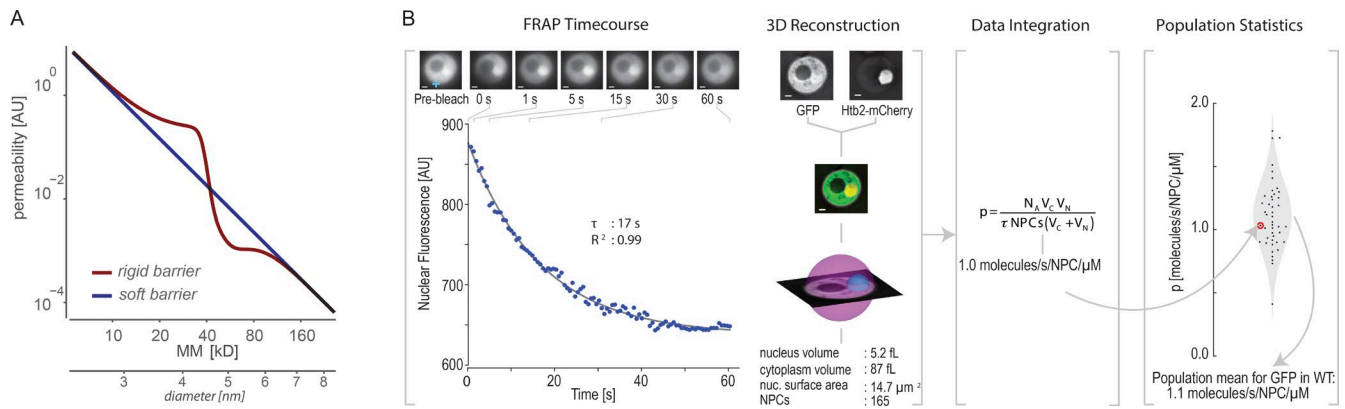 A
permeability [AU]
10^0
10^-2
10^-4
rigid barrier
soft barrier
10 20 40 80 160
MM [kD]
3 4 5 6 7 8
diameter [nm]
B
FRAP Timecourse
Pre-bleach 0 s 1 s 5 s 15 s 30 s 60 s
Nuclear Fluorescence [AU]
900
800
700
600
τ : 17 s
R² : 0.99
0 20 40 60
Time [s]
3D Reconstruction
GFP Htb2-mCherry
nucleus volume : 5.2 fL
cytoplasm volume : 87 fL
nuc. surface area : 14.7 μm²
NPCs : 165
Data Integration
p = N_A V_C V_N / τ NPCs(V_C + V_N)
1.0 molecules/s/NPC/μM
Population Statistics
p [molecules/s/NPC/μM]
2.0
1.0
0.0
Population mean for GFP in WT:
1.1 molecules/s/NPC/μM